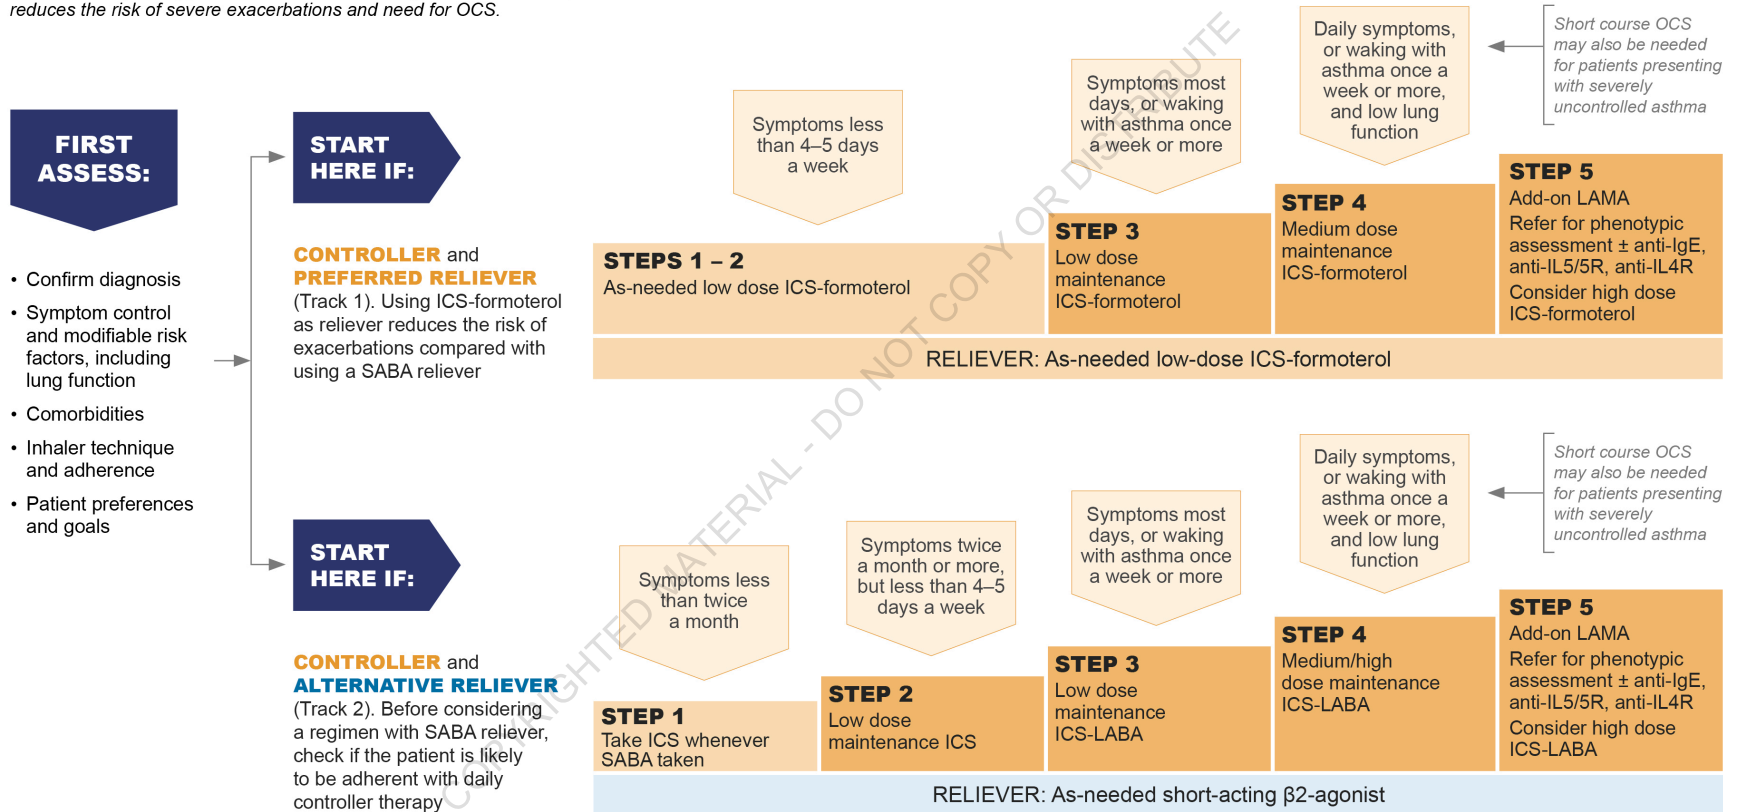 reduces the risk of severe exacerbations and need for OCS.
FIRST
ASSESS:
• Confirm diagnosis
• Symptom control
and modifiable risk
factors, including
lung function
• Comorbidities
• Inhaler technique
and adherence
• Patient preferences
and goals
START
HERE IF:
CONTROLLER and
PREFERRED RELIEVER
(Track 1). Using ICS-formoterol
as reliever reduces the risk of
exacerbations compared with
using a SABA reliever
Symptoms less
than 4–5 days
a week
Symptoms most
days, or waking
with asthma once
a week or more
Daily symptoms,
or waking with
asthma once a
week or more,
and low lung
function
Short course OCS
may also be needed
for patients presenting
with severely
uncontrolled asthma
STEPS 1 – 2
As-needed low dose ICS-formoterol
STEP 3
Low dose
maintenance
ICS-formoterol
STEP 4
Medium dose
maintenance
ICS-formoterol
STEP 5
Add-on LAMA
Refer for phenotypic
assessment ± anti-IgE,
anti-IL5/5R, anti-IL4R
Consider high dose
ICS-formoterol
RELIEVER: As-needed low-dose ICS-formoterol
START
HERE IF:
CONTROLLER and
ALTERNATIVE RELIEVER
(Track 2). Before considering
a regimen with SABA reliever,
check if the patient is likely
to be adherent with daily
controller therapy
Symptoms less
than twice
a month
Symptoms twice
a month or more,
but less than 4–5
days a week
Symptoms most
days, or waking
with asthma once
a week or more
Daily symptoms,
or waking with
asthma once a
week or more,
and low lung
function
Short course OCS
may also be needed
for patients presenting
with severely
uncontrolled asthma
STEP 1
Take ICS whenever
SABA taken
STEP 2
Low dose
maintenance ICS
STEP 3
Low dose
maintenance
ICS-LABA
STEP 4
Medium/high
dose maintenance
ICS-LABA
STEP 5
Add-on LAMA
Refer for phenotypic
assessment ± anti-IgE,
anti-IL5/5R, anti-IL4R
Consider high dose
ICS-LABA
RELIEVER: As-needed short-acting β2-agonist
COPYRIGHTED MATERIAL - DO NOT COPY OR DISTRIBUTE